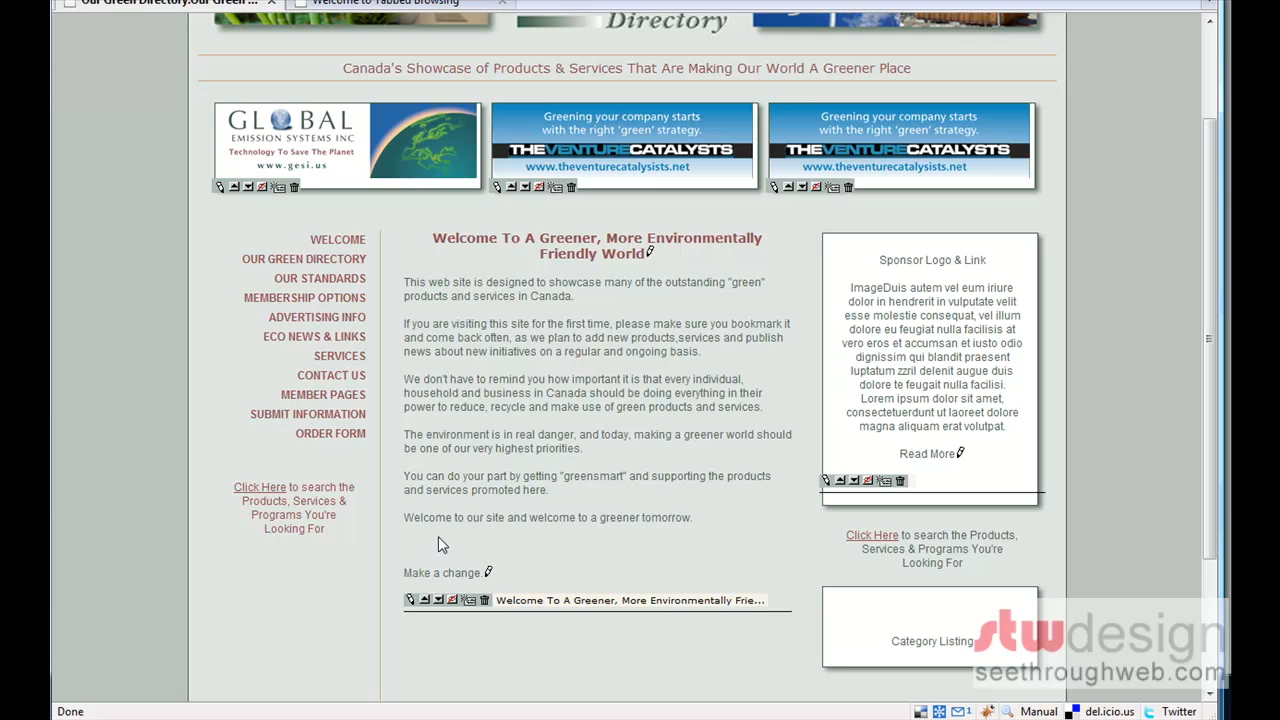 Our Green Directory:Our Green ...
Welcome to Tabbed Browsing
Directory
Canada's Showcase of Products & Services That Are Making Our World A Greener Place
GLOBAL
EMISSION SYSTEMS INC
Technology To Save The Planet
www.gesi.us
Greening your company starts
with the right 'green' strategy.
THEVENTURECATALYSTS
www.theventurecatalysists.net
Greening your company starts
with the right 'green' strategy.
THEVENTURECATALYSTS
www.theventurecatalysists.net
WELCOME
OUR GREEN DIRECTORY
OUR STANDARDS
MEMBERSHIP OPTIONS
ADVERTISING INFO
ECO NEWS & LINKS
SERVICES
CONTACT US
MEMBER PAGES
SUBMIT INFORMATION
ORDER FORM
Click Here to search the
Products, Services &
Programs You're
Looking For
Welcome To A Greener, More Environmentally
Friendly World
This web site is designed to showcase many of the outstanding "green"
products and services in Canada.
If you are visiting this site for the first time, please make sure you bookmark it
and come back often, as we plan to add new products,services and publish
news about new initiatives on a regular and ongoing basis.
We don't have to remind you how important it is that every individual,
household and business in Canada should be doing everything in their
power to reduce, recycle and make use of green products and services.
The environment is in real danger, and today, making a greener world should
be one of our very highest priorities.
You can do your part by getting "greensmart" and supporting the products
and services promoted here.
Welcome to our site and welcome to a greener tomorrow.
Make a change.
Welcome To A Greener, More Environmentally Frie...
Sponsor Logo & Link
ImageDuis autem vel eum iriure
dolor in hendrerit in vulputate velit
esse molestie consequat, vel illum
dolore eu feugiat nulla facilisis at
vero eros et accumsan et iusto odio
dignissim qui blandit praesent
luptatum zzril delenit augue duis
dolore te feugait nulla facilisi.
Lorem ipsum dolor sit amet,
consectetuerdunt ut laoreet dolore
magna aliquam erat volutpat.
Read More
Click Here to search the Products,
Services & Programs You're
Looking For
Category Listing
stwdesign
seethroughweb.com
Done
1
Manual
del.icio.us
Twitter